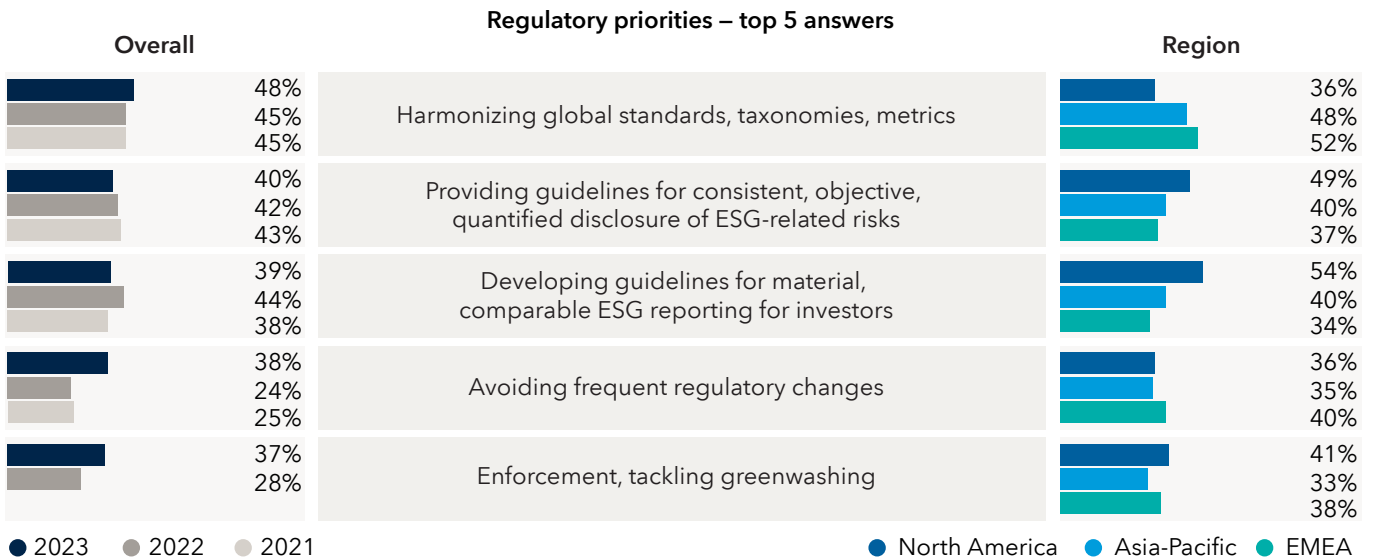 Regulatory priorities – top 5 answers
Overall
Region
48%
45%
45%
Harmonizing global standards, taxonomies, metrics
36%
48%
52%
40%
42%
43%
Providing guidelines for consistent, objective,
quantified disclosure of ESG-related risks
49%
40%
37%
39%
44%
38%
Developing guidelines for material,
comparable ESG reporting for investors
54%
40%
34%
38%
24%
25%
Avoiding frequent regulatory changes
36%
35%
40%
37%
28%
Enforcement, tackling greenwashing
41%
33%
38%
2023 2022 2021
North America Asia-Pacific EMEA